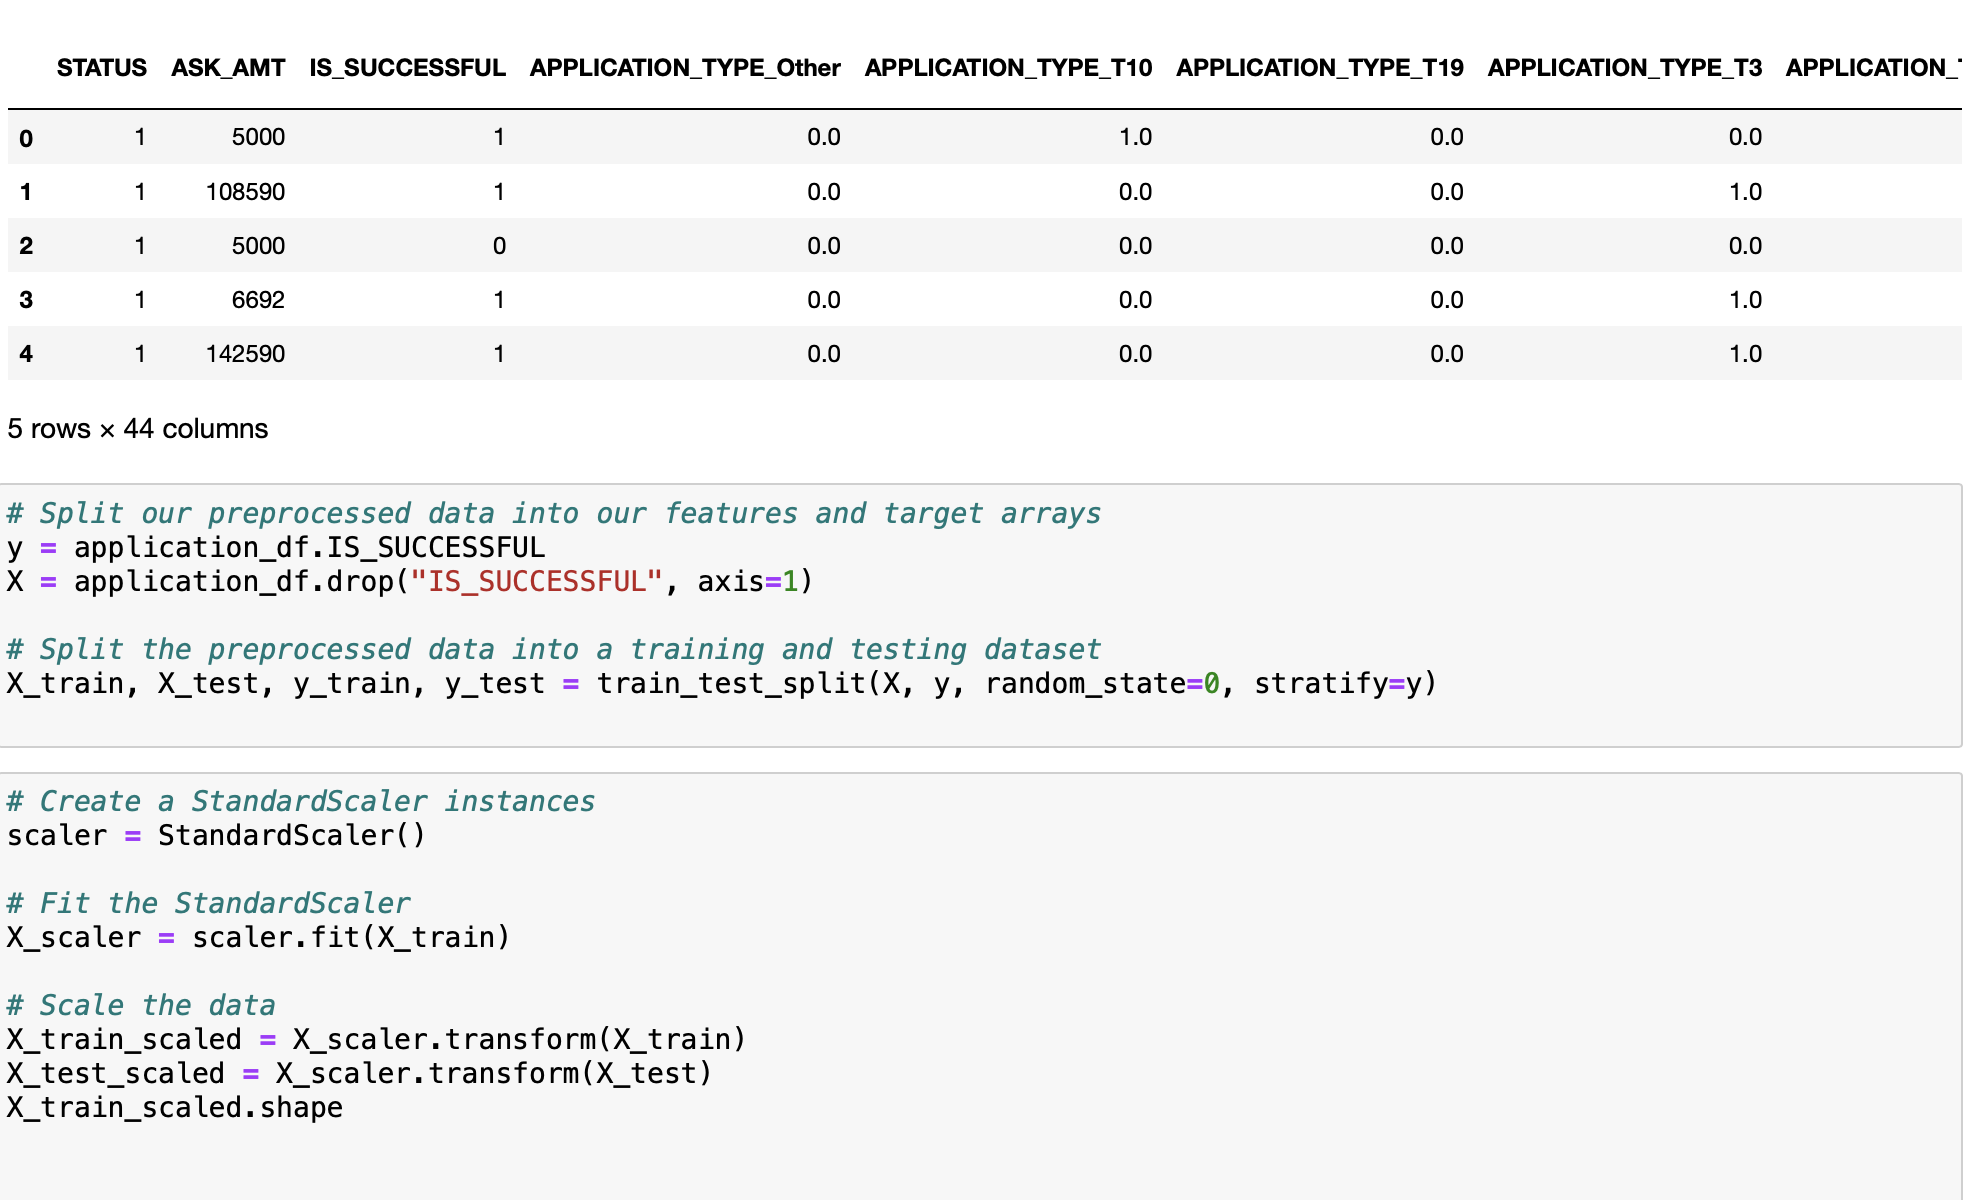 STATUS ASK_AMT IS_SUCCESSFUL APPLICATION_TYPE_Other APPLICATION_TYPE_T10 APPLICATION_TYPE_T19 APPLICATION_TYPE_T3 APPLICATION_
0 1 5000 1 0.0 1.0 0.0 0.0
1 1 108590 1 0.0 0.0 0.0 1.0
2 1 5000 0 0.0 0.0 0.0 0.0
3 1 6692 1 0.0 0.0 0.0 1.0
4 1 142590 1 0.0 0.0 0.0 1.0
5 rows × 44 columns
# Split our preprocessed data into our features and target arrays
y = application_df.IS_SUCCESSFUL
X = application_df.drop("IS_SUCCESSFUL", axis=1)
# Split the preprocessed data into a training and testing dataset
X_train, X_test, y_train, y_test = train_test_split(X, y, random_state=0, stratify=y)
# Create a StandardScaler instances
scaler = StandardScaler()
# Fit the StandardScaler
X_scaler = scaler.fit(X_train)
# Scale the data
X_train_scaled = X_scaler.transform(X_train)
X_test_scaled = X_scaler.transform(X_test)
X_train_scaled.shape